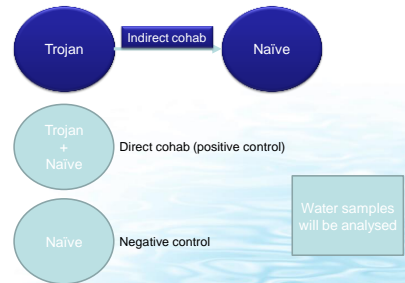 Indirect cohab
Trojan
Naïve
Trojan
+
Naïve
Direct cohab (positive control)
Water samples
will be analysed
Naïve
Negative control